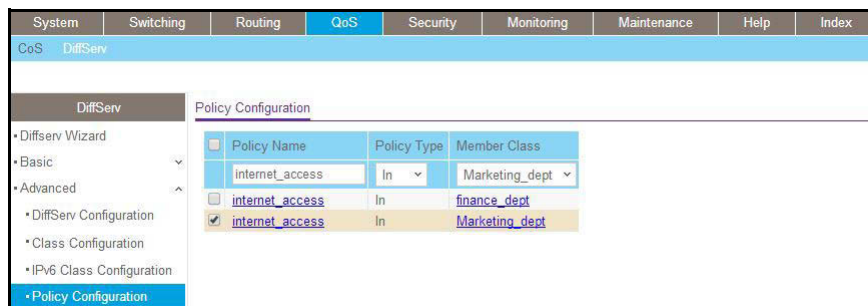 System Switching Routing QoS Security Monitoring Maintenance Help Index
CoS DiffServ
DiffServ
Diffserv Wizard
Basic
Advanced
DiffServ Configuration
Class Configuration
IPv6 Class Configuration
Policy Configuration
Policy Configuration
Policy Name Policy Type Member Class
internet_access In Marketing_dept
internet_access In finance_dept
internet_access In Marketing_dept